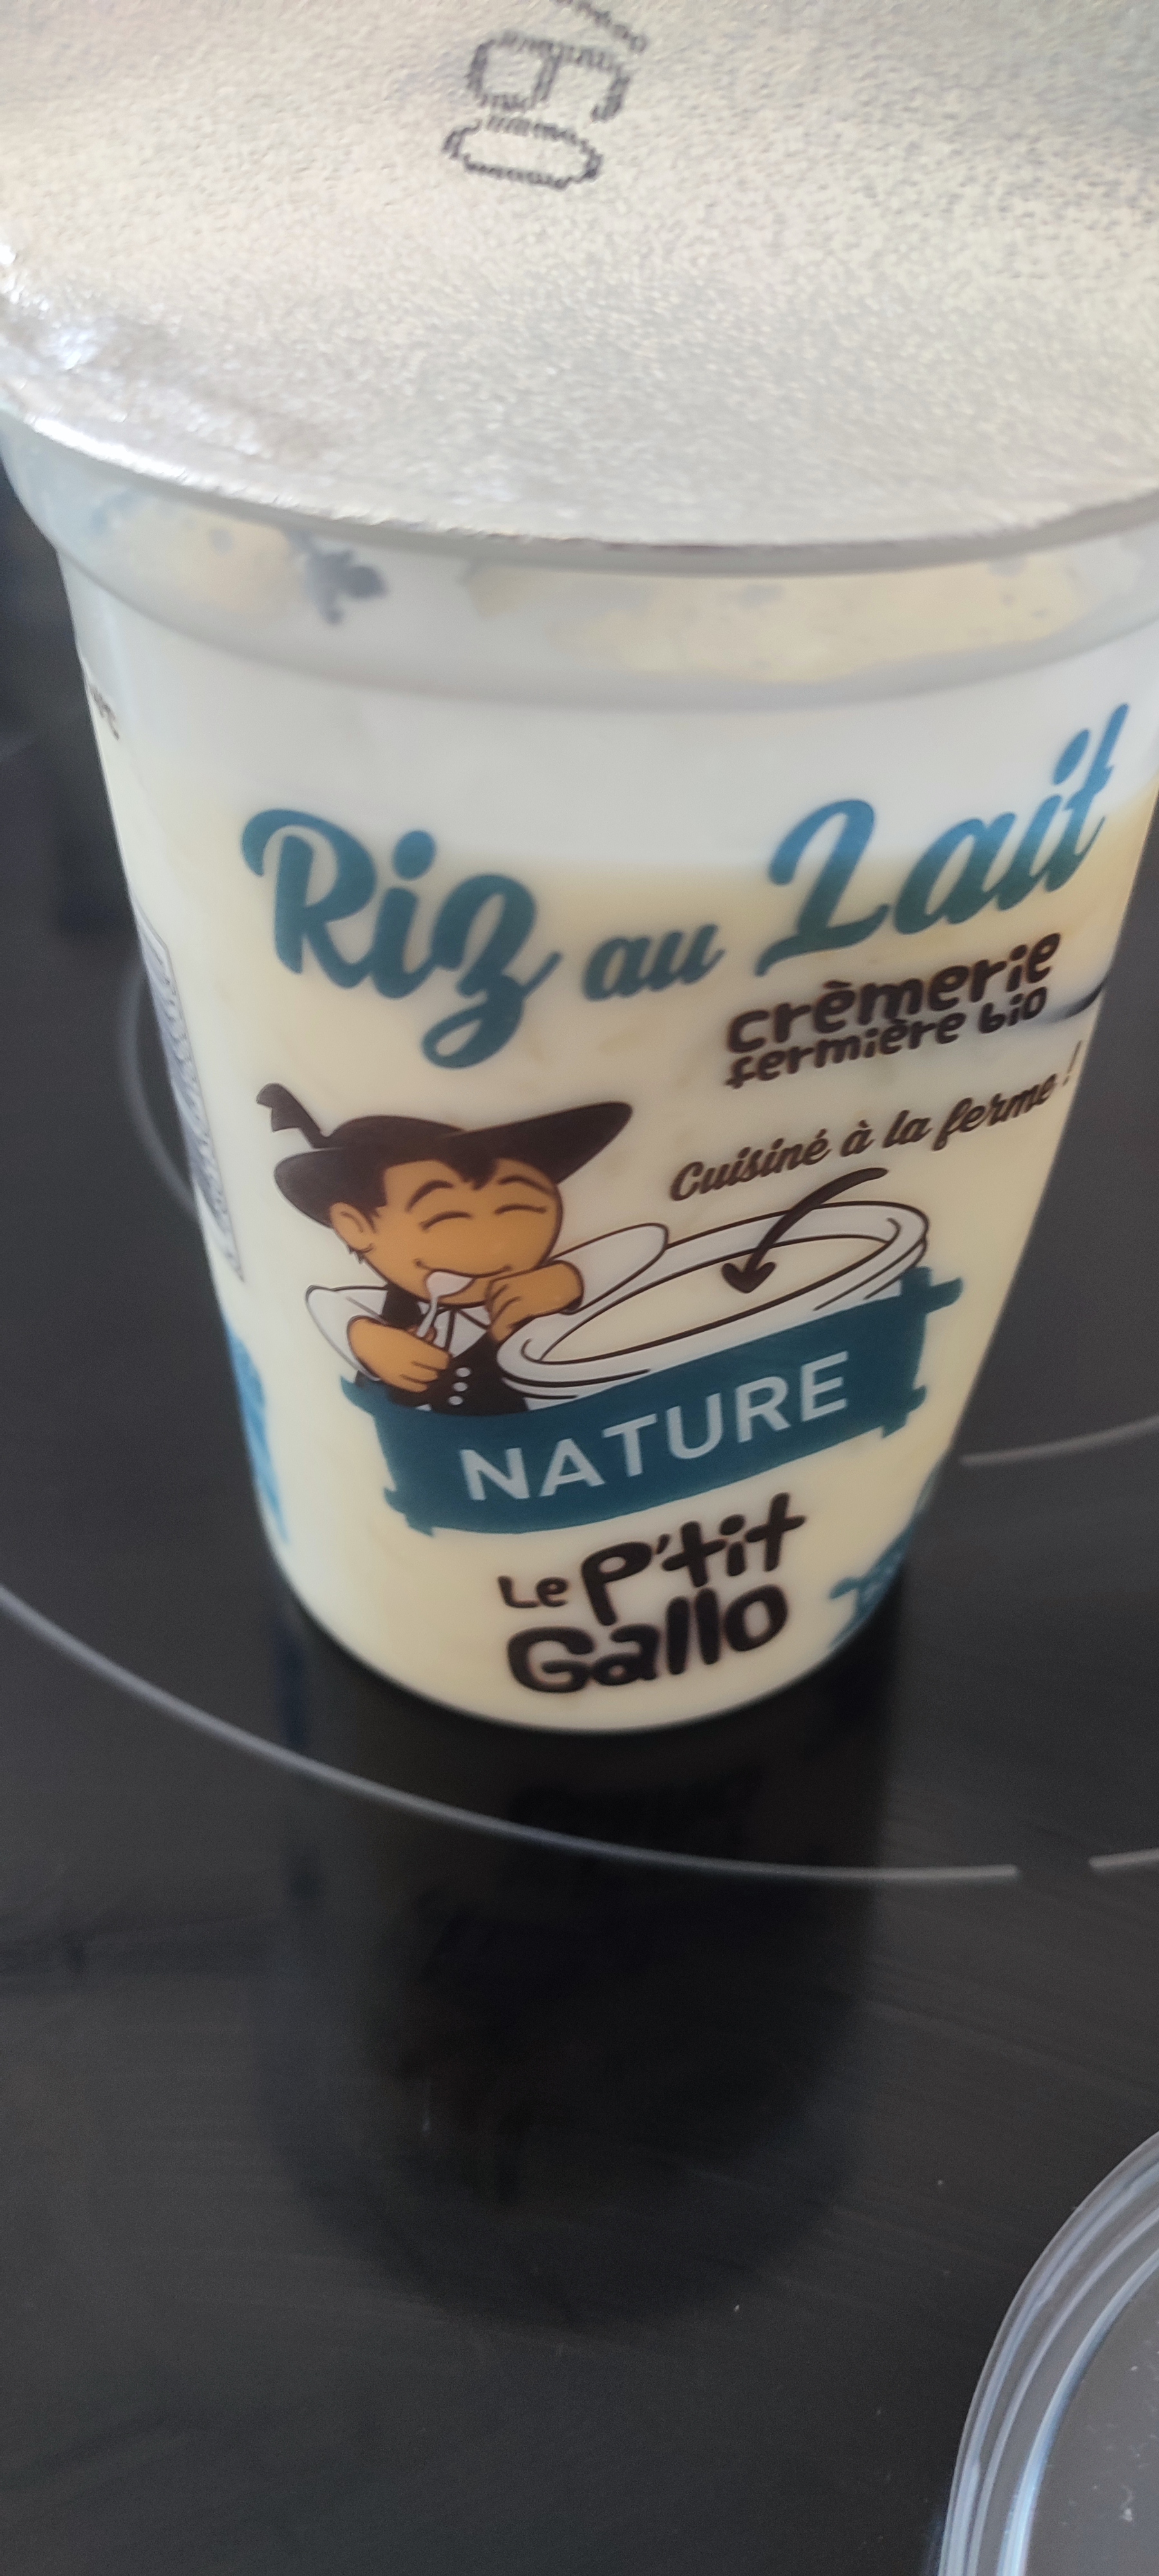 Riz au Lait
crèmerie
fermière bio
Cuisiné à la ferme !
NATURE
Le P'tit
Gallo